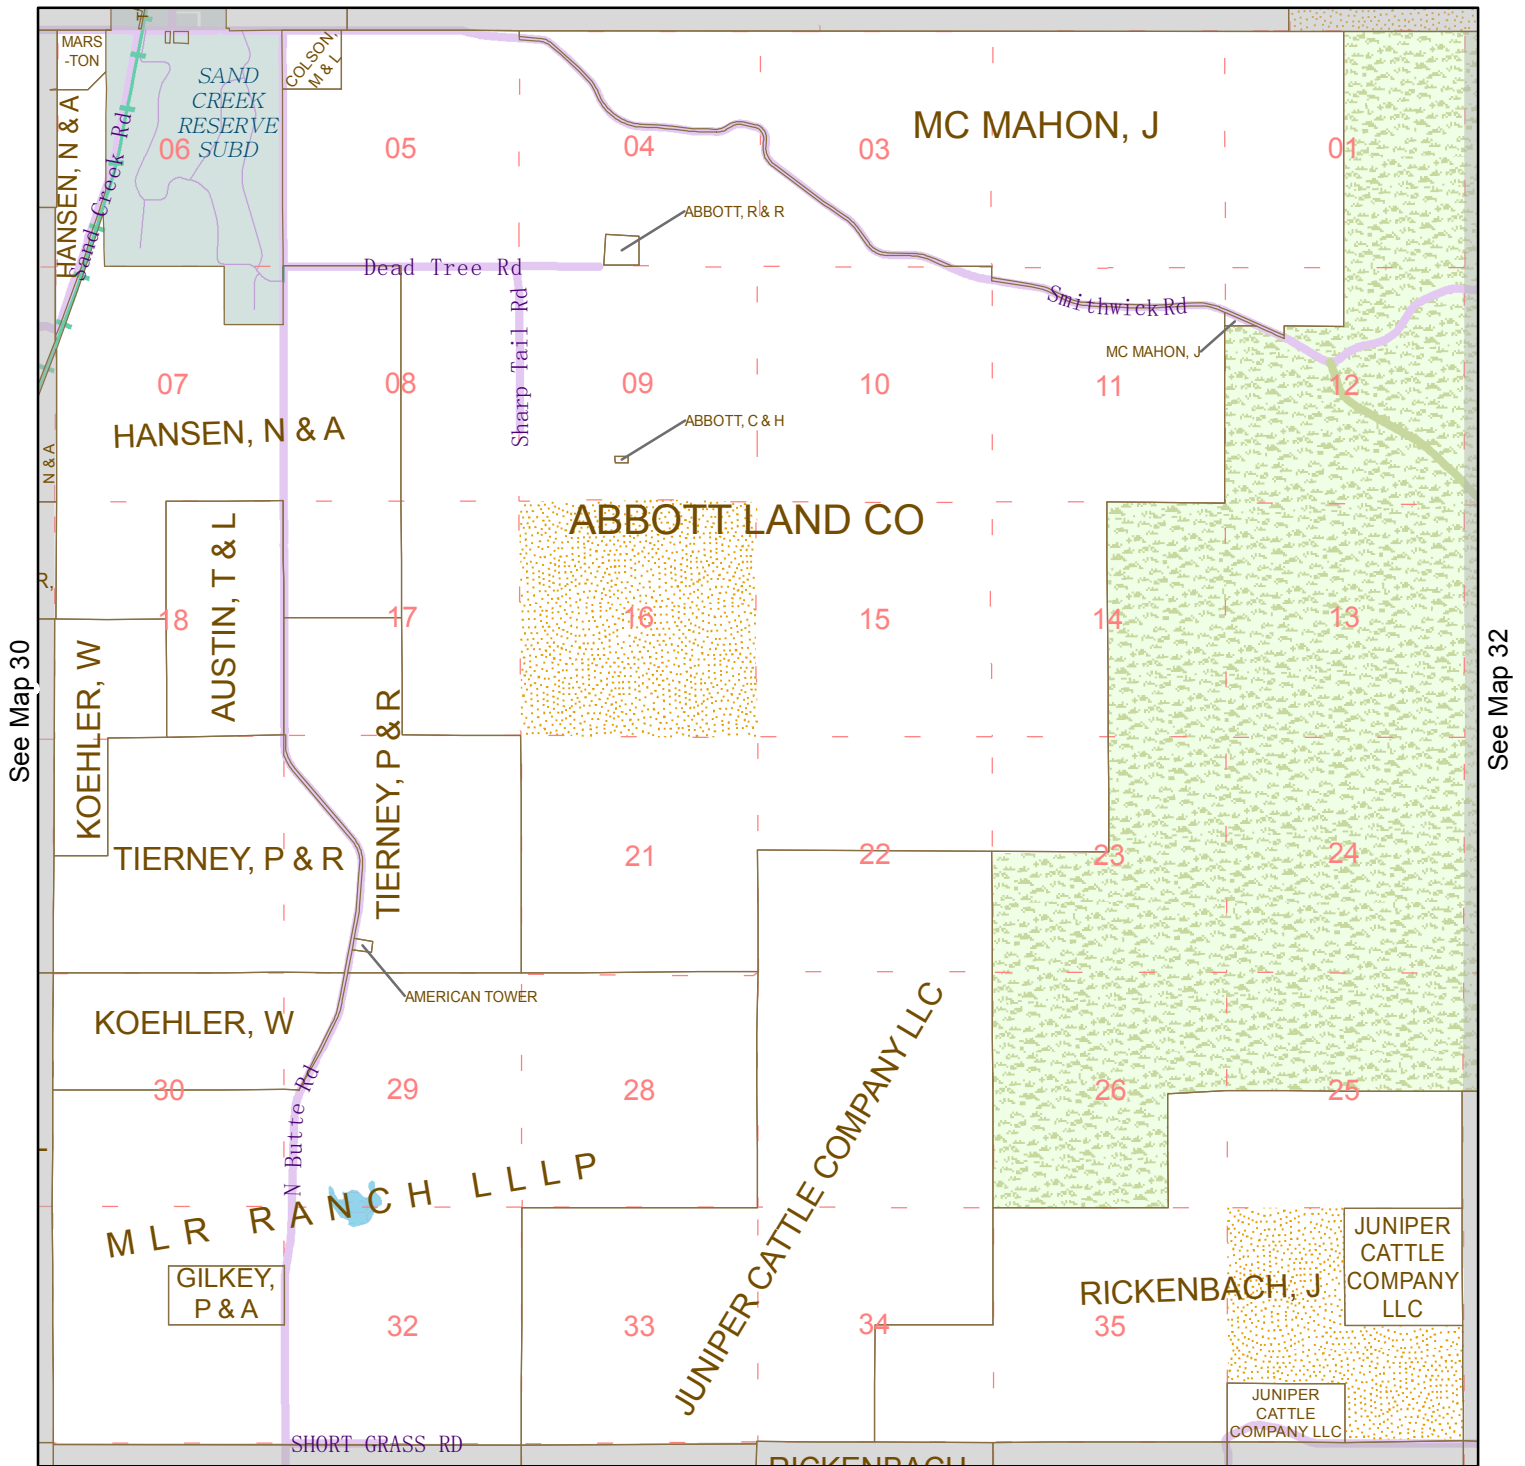 MARS
-TON
COLSON,
M & L
SAND
CREEK
RESERVE
SUBD
MC MAHON, J
HANSEN, N & A
Sand Creek Rd
06
05
04
03
01
ABBOTT, R & R
Dead Tree Rd
Sharp Tail Rd
Smithwick Rd
MC MAHON, J
07
08
09
10
11
12
HANSEN, N & A
ABBOTT, C & H
N & A
ABBOTT LAND CO
AUSTIN, T & L
R,
18
17
16
15
14
13
See Map 30
See Map 32
KOEHLER, W
TIERNEY, P & R
TIERNEY, P & R
21
22
23
24
AMERICAN TOWER
KOEHLER, W
JUNIPER CATTLE COMPANY LLC
30
29
28
26
25
N Butte Rd
MLR RANCH LLLP
GILKEY,
P & A
JUNIPER
CATTLE
COMPANY
LLC
RICKENBACH, J
32
33
34
35
JUNIPER
CATTLE
COMPANY LLC
SHORT GRASS RD
RICKENBACH